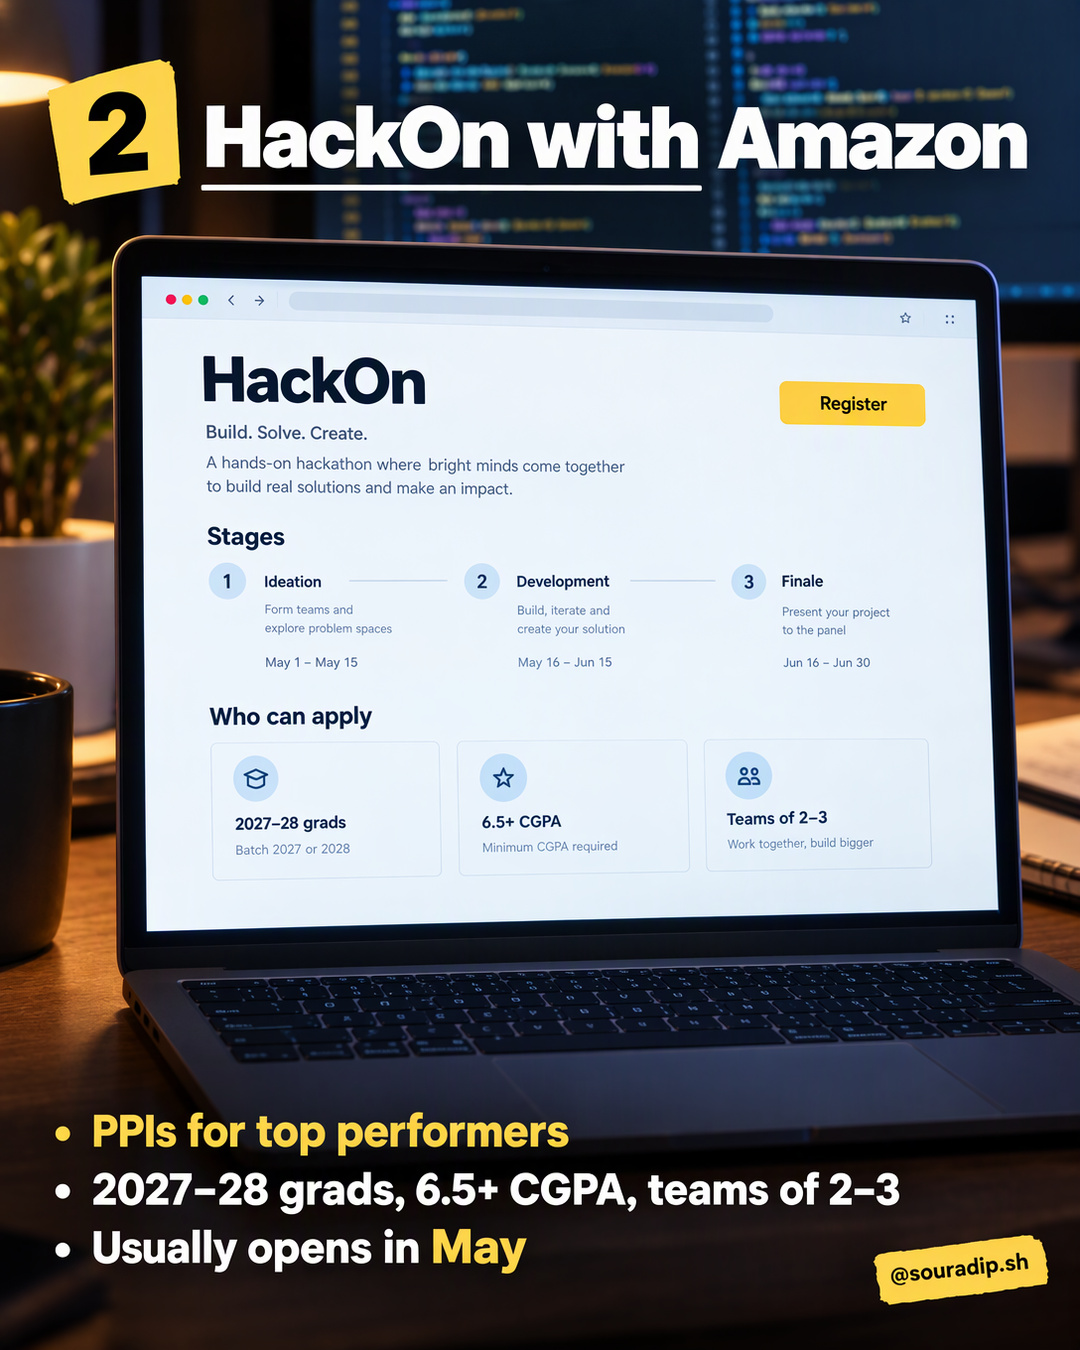 2 HackOn with Amazon
HackOn
Register
Build. Solve. Create.
A hands-on hackathon where bright minds come together
to build real solutions and make an impact.
Stages
1 Ideation
Form teams and
explore problem spaces
May 1 – May 15
2 Development
Build, iterate and
create your solution
May 16 – Jun 15
3 Finale
Present your project
to the panel
Jun 16 – Jun 30
Who can apply
2027–28 grads
Batch 2027 or 2028
6.5+ CGPA
Minimum CGPA required
Teams of 2–3
Work together, build bigger
• PPIs for top performers
• 2027–28 grads, 6.5+ CGPA, teams of 2–3
• Usually opens in May
@souradip.sh